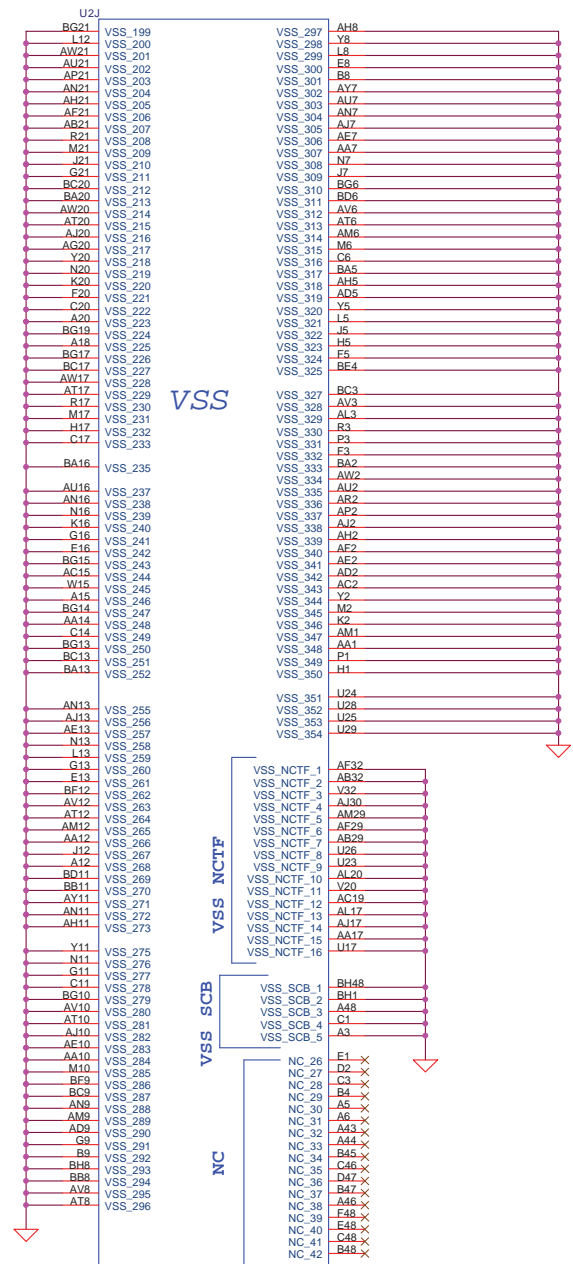 U2J
BG21 VSS_199
L12 VSS_200
AW21 VSS_201
AU21 VSS_202
AP21 VSS_203
AN21 VSS_204
AH21 VSS_205
AF21 VSS_206
AB21 VSS_207
R21 VSS_208
M21 VSS_209
J21 VSS_210
G21 VSS_211
BC20 VSS_212
BA20 VSS_213
AW20 VSS_214
AT20 VSS_215
AJ20 VSS_216
AG20 VSS_217
Y20 VSS_218
N20 VSS_219
K20 VSS_220
F20 VSS_221
C20 VSS_222
A20 VSS_223
BG19 VSS_224
A18 VSS_225
BG17 VSS_226
BC17 VSS_227
AW17 VSS_228
AT17 VSS_229
R17 VSS_230
M17 VSS_231
H17 VSS_232
C17 VSS_233
BA16 VSS_235
AU16 VSS_237
AN16 VSS_238
N16 VSS_239
K16 VSS_240
G16 VSS_241
E16 VSS_242
BG15 VSS_243
AC15 VSS_244
W15 VSS_245
A15 VSS_246
BG14 VSS_247
AA14 VSS_248
C14 VSS_249
BG13 VSS_250
BC13 VSS_251
BA13 VSS_252
AN13 VSS_255
AJ13 VSS_256
AE13 VSS_257
N13 VSS_258
L13 VSS_259
G13 VSS_260
E13 VSS_261
BF12 VSS_262
AV12 VSS_263
AT12 VSS_264
AM12 VSS_265
AA12 VSS_266
J12 VSS_267
A12 VSS_268
BD11 VSS_269
BB11 VSS_270
AY11 VSS_271
AN11 VSS_272
AH11 VSS_273
Y11 VSS_275
N11 VSS_276
G11 VSS_277
C11 VSS_278
BG10 VSS_279
AV10 VSS_280
AT10 VSS_281
AJ10 VSS_282
AE10 VSS_283
AA10 VSS_284
M10 VSS_285
BF9 VSS_286
BC9 VSS_287
AN9 VSS_288
AM9 VSS_289
AD9 VSS_290
G9 VSS_291
B9 VSS_292
BH8 VSS_293
BB8 VSS_294
AV8 VSS_295
AT8 VSS_296
VSS
VSS_297 AH8
VSS_298 Y8
VSS_299 L8
VSS_300 E8
VSS_301 B8
VSS_302 AY7
VSS_303 AU7
VSS_304 AN7
VSS_305 AJ7
VSS_306 AE7
VSS_307 AA7
VSS_308 N7
VSS_309 J7
VSS_310 BG6
VSS_311 BD6
VSS_312 AV6
VSS_313 AT6
VSS_314 AM6
VSS_315 M6
VSS_316 C6
VSS_317 BA5
VSS_318 AH5
VSS_319 AD5
VSS_320 Y5
VSS_321 L5
VSS_322 J5
VSS_323 H5
VSS_324 F5
VSS_325 BE4
VSS_327 BC3
VSS_328 AV3
VSS_329 AL3
VSS_330 R3
VSS_331 P3
VSS_332 F3
VSS_333 BA2
VSS_334 AW2
VSS_335 AU2
VSS_336 AR2
VSS_337 AP2
VSS_338 AJ2
VSS_339 AH2
VSS_340 AF2
VSS_341 AE2
VSS_342 AD2
VSS_343 AC2
VSS_344 Y2
VSS_345 M2
VSS_346 K2
VSS_347 AM1
VSS_348 AA1
VSS_349 P1
VSS_350 H1
VSS_351 U24
VSS_352 U28
VSS_353 U25
VSS_354 U29
VSS NCTF
VSS_NCTF_1 AF32
VSS_NCTF_2 AB32
VSS_NCTF_3 V32
VSS_NCTF_4 AJ30
VSS_NCTF_5 AM29
VSS_NCTF_6 AF29
VSS_NCTF_7 AB29
VSS_NCTF_8 U26
VSS_NCTF_9 U23
VSS_NCTF_10 AL20
VSS_NCTF_11 V20
VSS_NCTF_12 AC19
VSS_NCTF_13 AL17
VSS_NCTF_14 AJ17
VSS_NCTF_15 AA17
VSS_NCTF_16 U17
VSS SCB
VSS_SCB_1 BH48
VSS_SCB_2 BH1
VSS_SCB_3 A48
VSS_SCB_4 C1
VSS_SCB_5 A3
NC
NC_26 E1
NC_27 D2
NC_28 C3
NC_29 B4
NC_30 A5
NC_31 A6
NC_32 A43
NC_33 A44
NC_34 B45
NC_35 C46
NC_36 D47
NC_37 B47
NC_38 A46
NC_39 F48
NC_40 E48
NC_41 C48
NC_42 B48